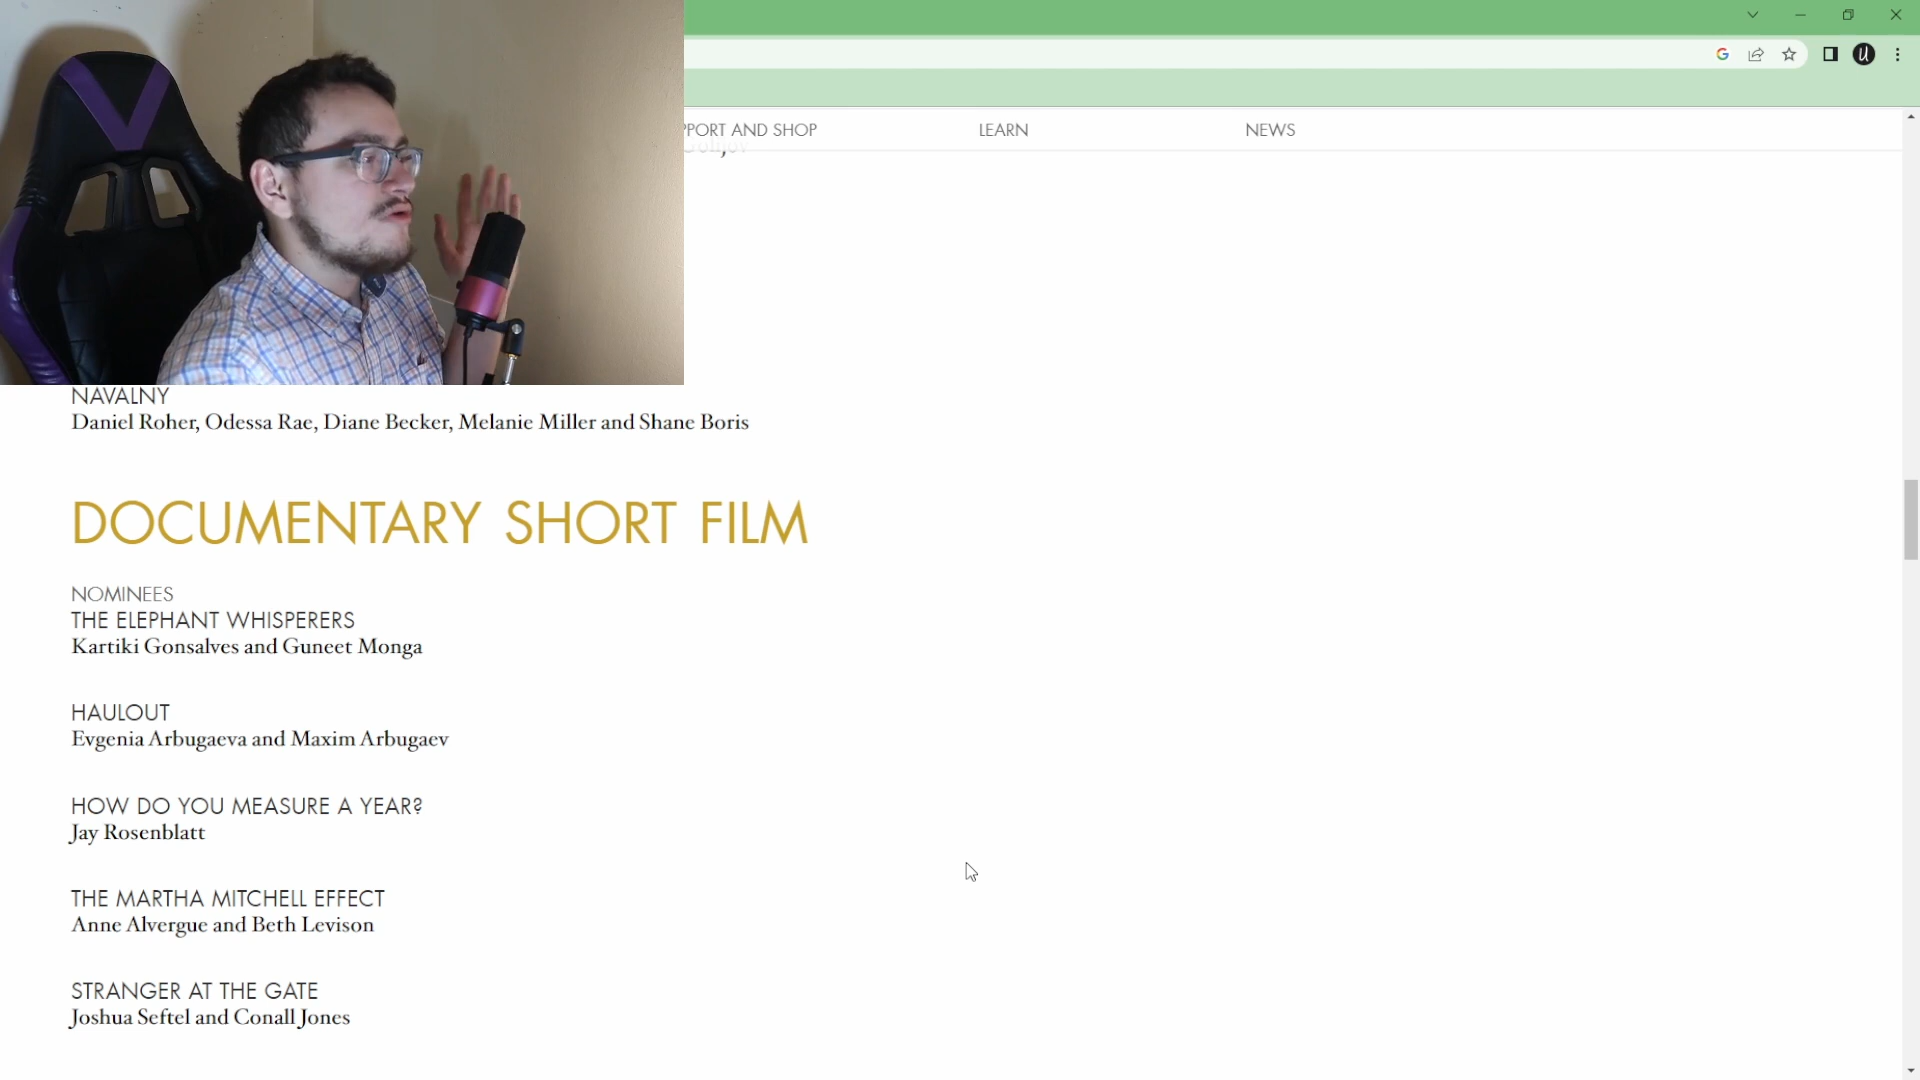 PPORT AND SHOP LEARN NEWS
NAVALNY
Daniel Roher, Odessa Rae, Diane Becker, Melanie Miller and Shane Boris
DOCUMENTARY SHORT FILM
NOMINEES
THE ELEPHANT WHISPERERS
Kartiki Gonsalves and Guneet Monga
HAULOUT
Evgenia Arbugaeva and Maxim Arbugaev
HOW DO YOU MEASURE A YEAR?
Jay Rosenblatt
THE MARTHA MITCHELL EFFECT
Anne Alvergue and Beth Levison
STRANGER AT THE GATE
Joshua Seftel and Conall Jones